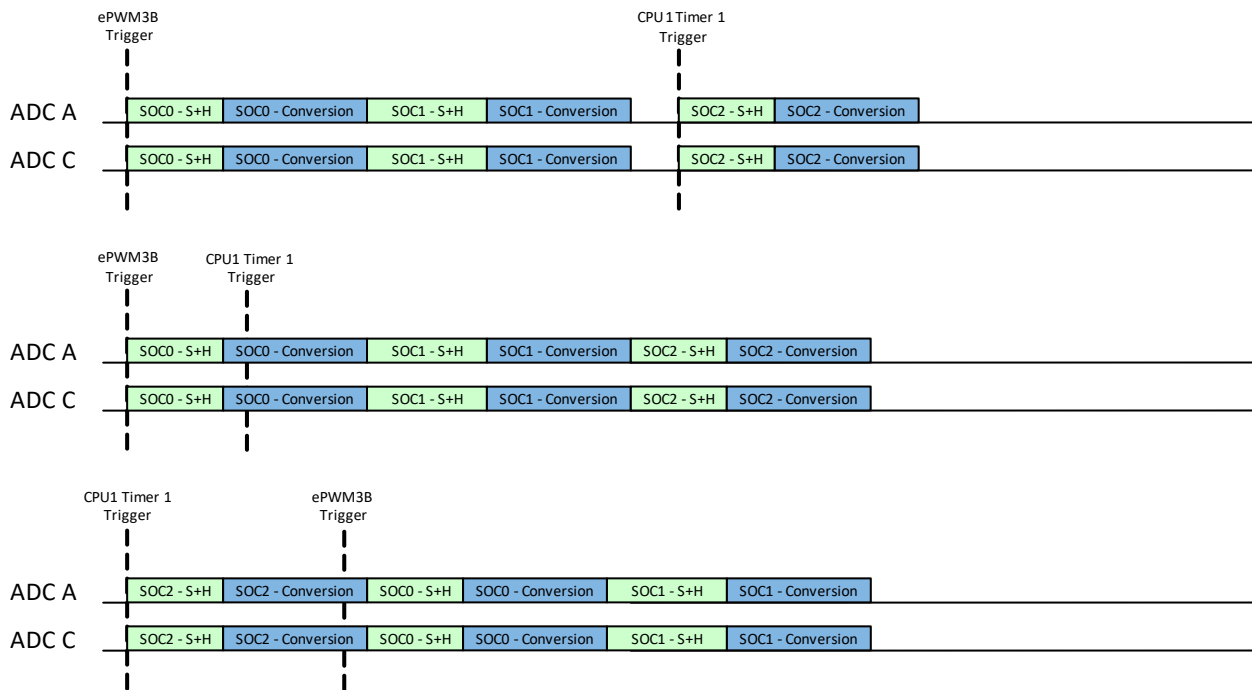 ePWM3B
Trigger
CPU1 Timer 1
Trigger
ADC A
SOC0 - S+H
SOC0 - Conversion
SOC1 - S+H
SOC1 - Conversion
SOC2 - S+H
SOC2 - Conversion
ADC C
SOC0 - S+H
SOC0 - Conversion
SOC1 - S+H
SOC1 - Conversion
SOC2 - S+H
SOC2 - Conversion
ePWM3B
Trigger
CPU1 Timer 1
Trigger
ADC A
SOC0 - S+H
SOC0 - Conversion
SOC1 - S+H
SOC1 - Conversion
SOC2 - S+H
SOC2 - Conversion
ADC C
SOC0 - S+H
SOC0 - Conversion
SOC1 - S+H
SOC1 - Conversion
SOC2 - S+H
SOC2 - Conversion
CPU1 Timer 1
Trigger
ePWM3B
Trigger
ADC A
SOC2 - S+H
SOC2 - Conversion
SOC0 - S+H
SOC0 - Conversion
SOC1 - S+H
SOC1 - Conversion
ADC C
SOC2 - S+H
SOC2 - Conversion
SOC0 - S+H
SOC0 - Conversion
SOC1 - S+H
SOC1 - Conversion